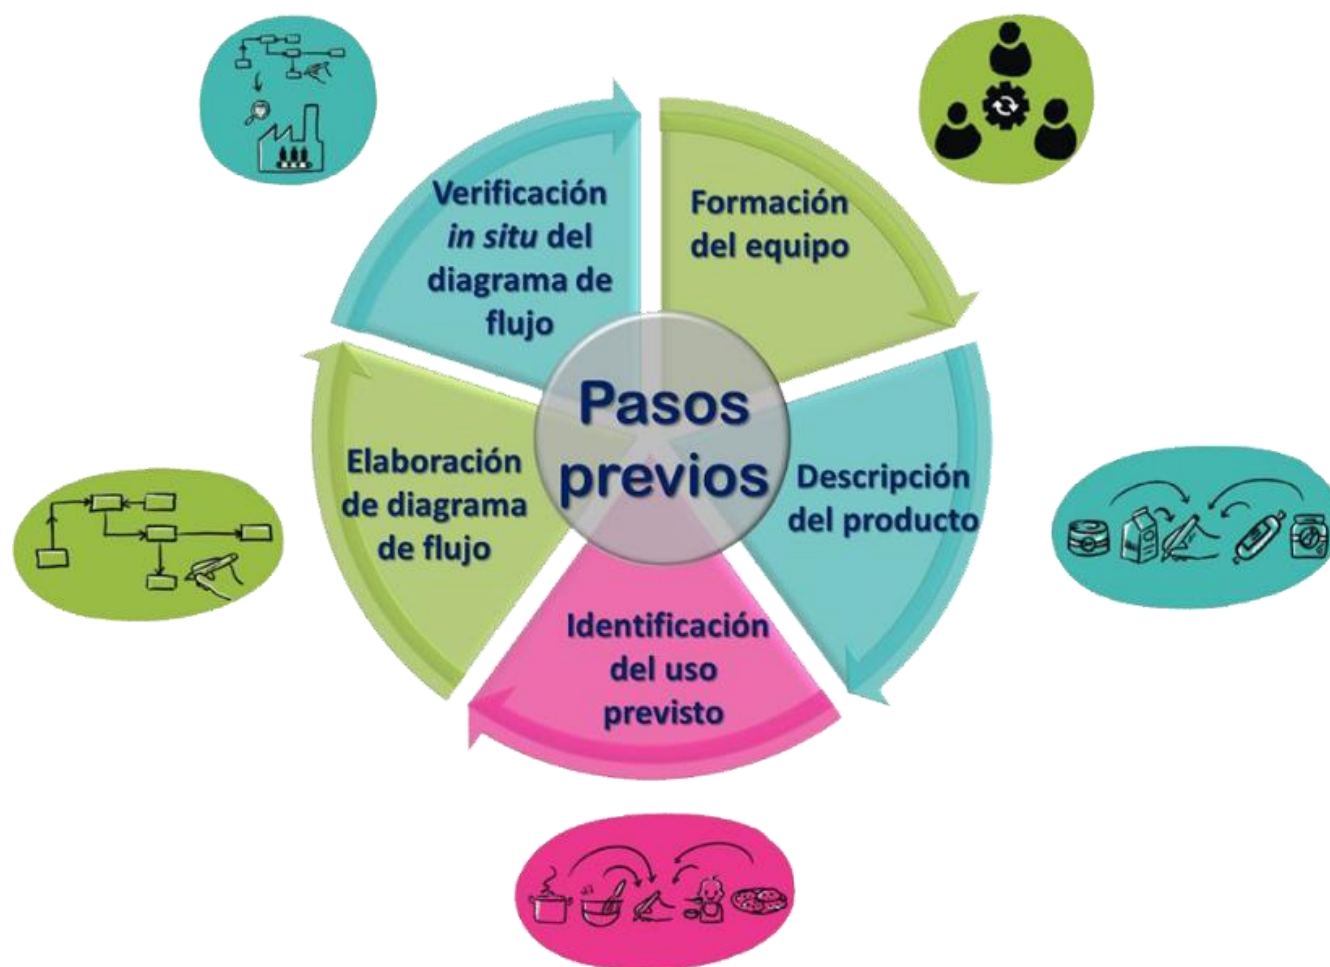 Pasos
previos
Formación
del equipo
Descripción
del producto
Identificación
del uso
previsto
Elaboración
de diagrama
de flujo
Verificación
in situ del
diagrama de
flujo